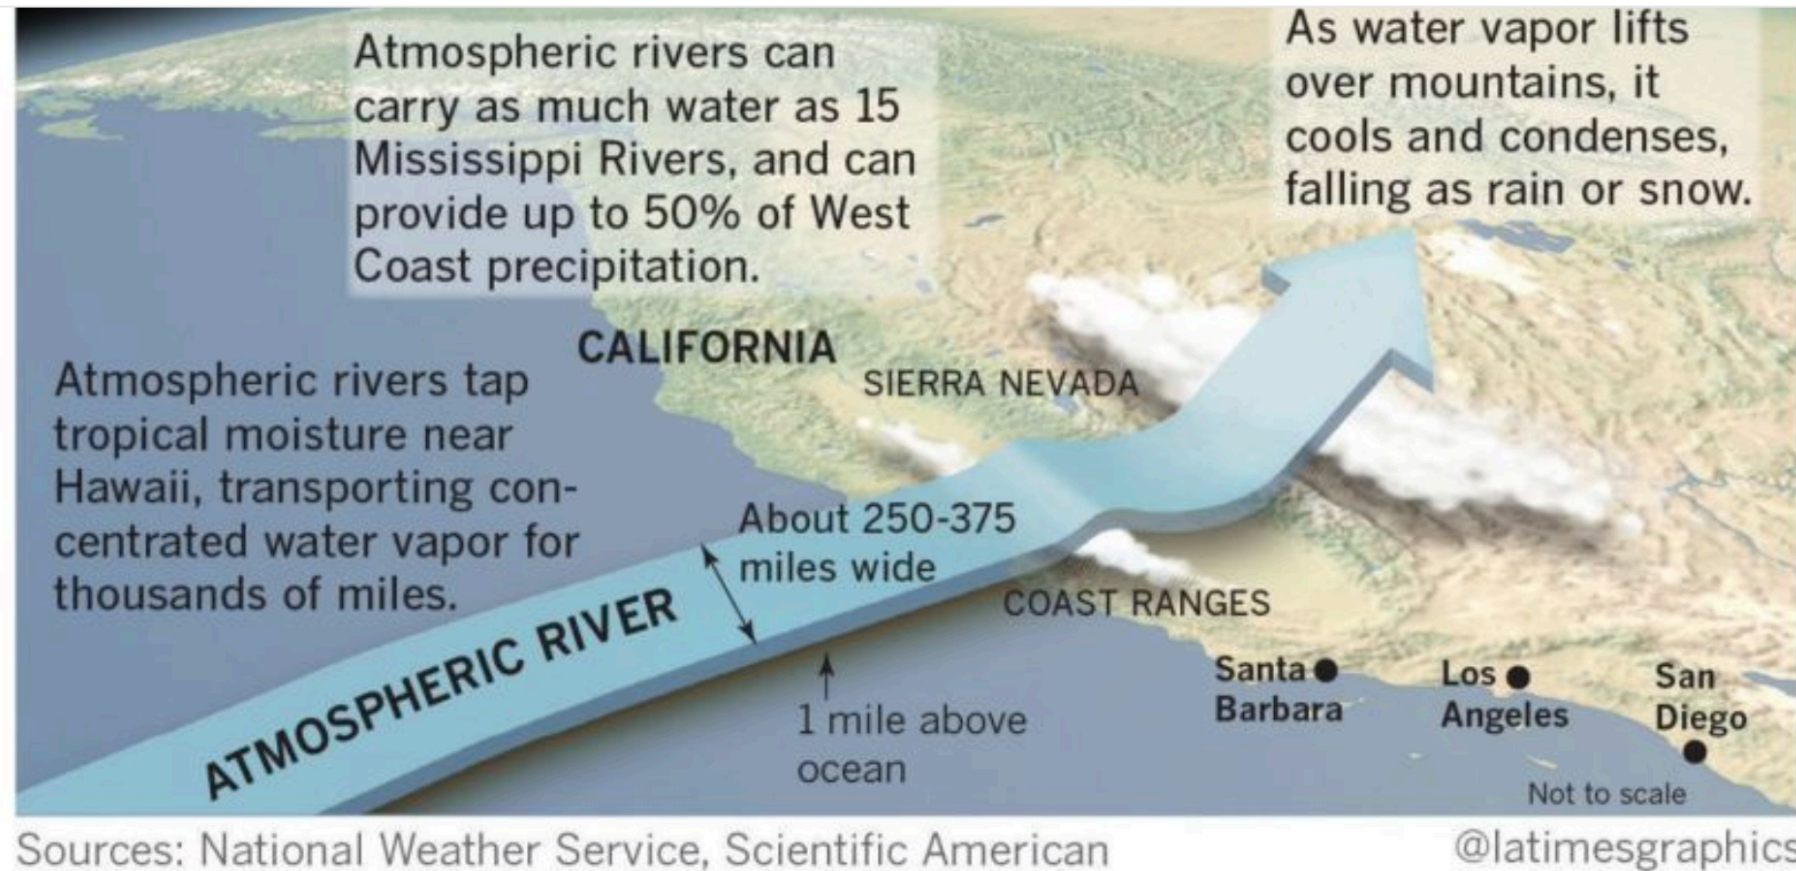 Atmospheric rivers can
carry as much water as 15
Mississippi Rivers, and can
provide up to 50% of West
Coast precipitation.
As water vapor lifts
over mountains, it
cools and condenses,
falling as rain or snow.
CALIFORNIA
SIERRA NEVADA
Atmospheric rivers tap
tropical moisture near
Hawaii, transporting con-
centrated water vapor for
thousands of miles.
About 250-375
miles wide
ATMOSPHERIC RIVER
COAST RANGES
1 mile above
ocean
Santa
Barbara
Los
Angeles
San
Diego
Not to scale
Sources: National Weather Service, Scientific American
@latimesgraphics